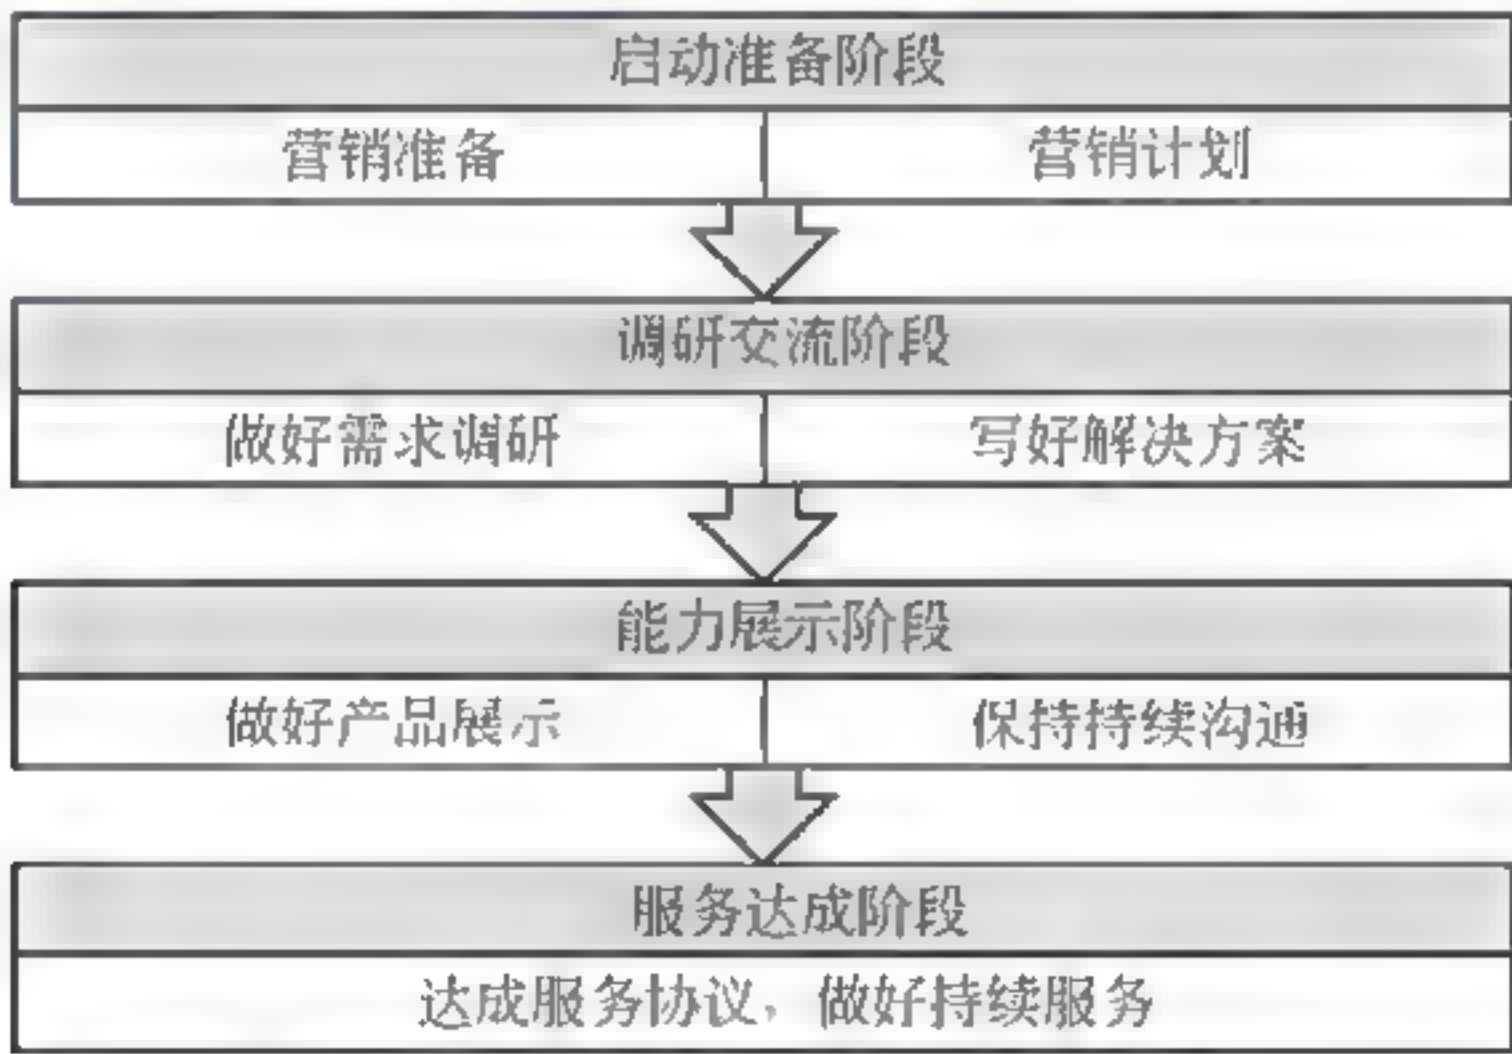 启动准备阶段
营销准备 营销计划
调研交流阶段
做好需求调研 写好解决方案
能力展示阶段
做好产品展示 保持持续沟通
服务达成阶段
达成服务协议，做好持续服务